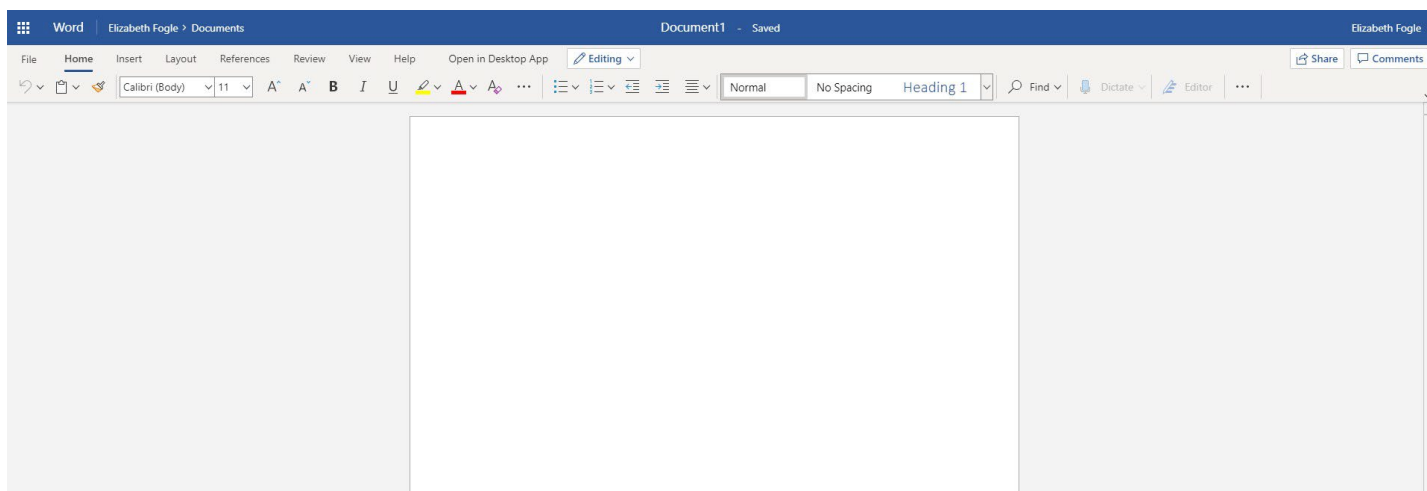 Word Elizabeth Fogle > Documents Document1 - Saved Elizabeth Fogle
File Home Insert Layout References Review View Help Open in Desktop App Editing Share Comments
Calibri (Body) 11 A A B I U A A Normal No Spacing Heading 1 Find Dictate Editor